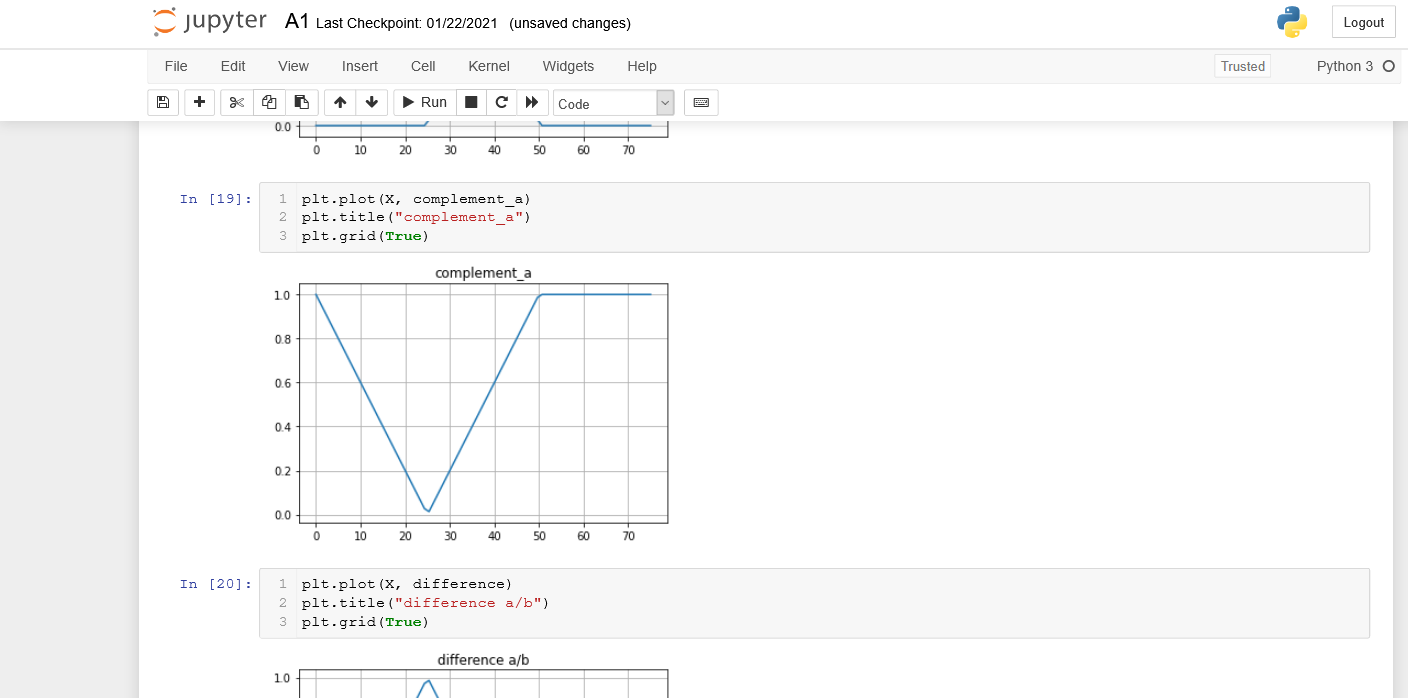 jupyter A1 Last Checkpoint: 01/22/2021 (unsaved changes) Logout
File Edit View Insert Cell Kernel Widgets Help Trusted Python 3
Run Code
0.0
0 10 20 30 40 50 60 70
In [19]: 1 plt.plot(X, complement_a)
2 plt.title("complement_a")
3 plt.grid(True)
complement_a
1.0
0.8
0.6
0.4
0.2
0.0
0 10 20 30 40 50 60 70
In [20]: 1 plt.plot(X, difference)
2 plt.title("difference a/b")
3 plt.grid(True)
difference a/b
1.0